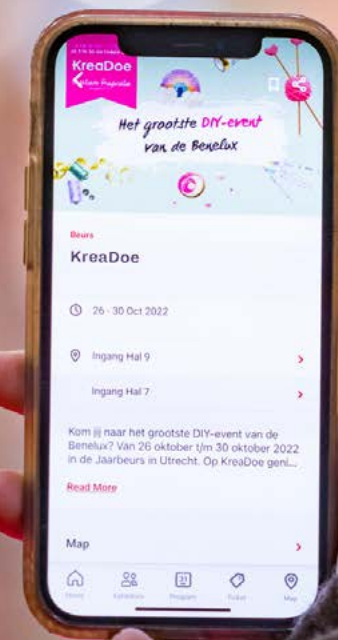 KreaDoe
Het grootste DIY-event
van de Benelux
Beurs
KreaDoe
26 - 30 Oct 2022
Ingang Hal 9
Ingang Hal 7
Kom jij naar het grootste DIY-event van de
Benelux? Van 26 oktober t/m 30 oktober 2022
in de Jaarbeurs in Utrecht. Op KreaDoe geni...
Read More
Map
31
Home
Program
Ticket
Map